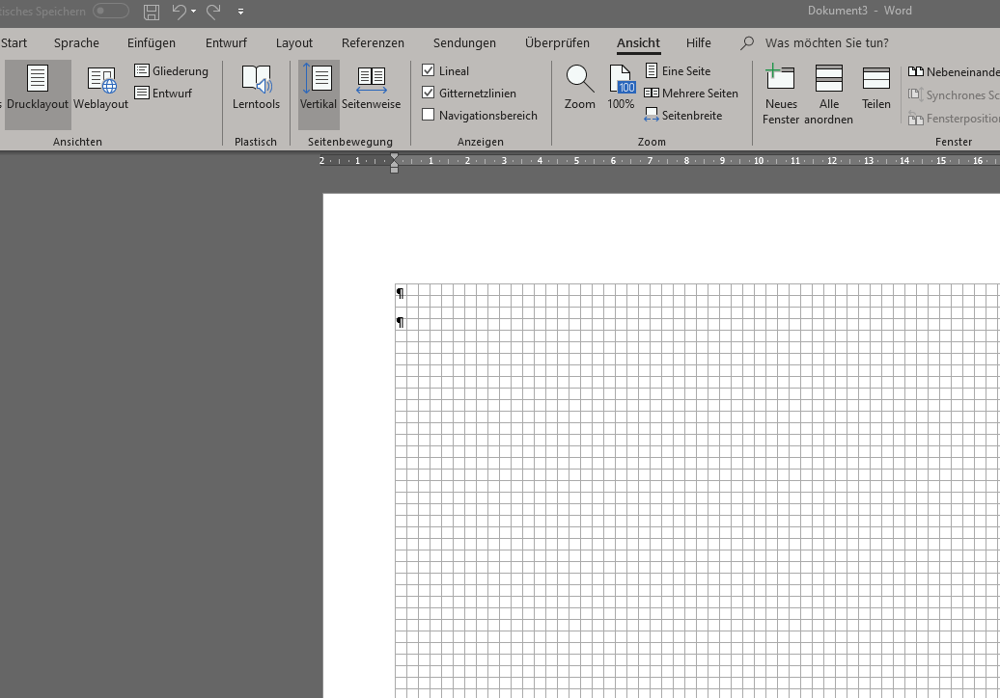 tisches Speichern Dokument3 - Word
Start Sprache Einfügen Entwurf Layout Referenzen Sendungen Überprüfen Ansicht Hilfe Was möchten Sie tun?
s Drucklayout Weblayout Gliederung Entwurf Lerntools Vertikal Seitenweise Lineal Gitternetzlinien Navigationsbereich Zoom 100 100% Eine Seite Mehrere Seiten Seitenbreite Neues Fenster Alle anordnen Teilen Nebeneinande Synchrones Sc Fensterposition
Ansichten Plastisch Seitenbewegung Anzeigen Zoom Fenster
2 1 1 2 3 4 5 6 7 8 9 10 11 12 13 14 15 16
¶
¶